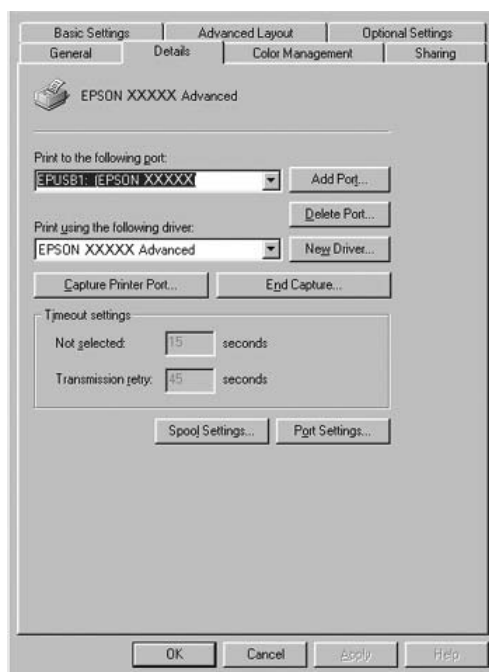 Basic Settings Advanced Layout Optional Settings
General Details Color Management Sharing
EPSON XXXXX Advanced
Print to the following port:
EPUSB1: (EPSON XXXXX Add Port...
Delete Port...
Print using the following driver:
EPSON XXXXX Advanced New Driver...
Capture Printer Port... End Capture...
Timeout settings
Not selected: 15 seconds
Transmission retry: 45 seconds
Spool Settings... Port Settings...
OK Cancel Apply Help